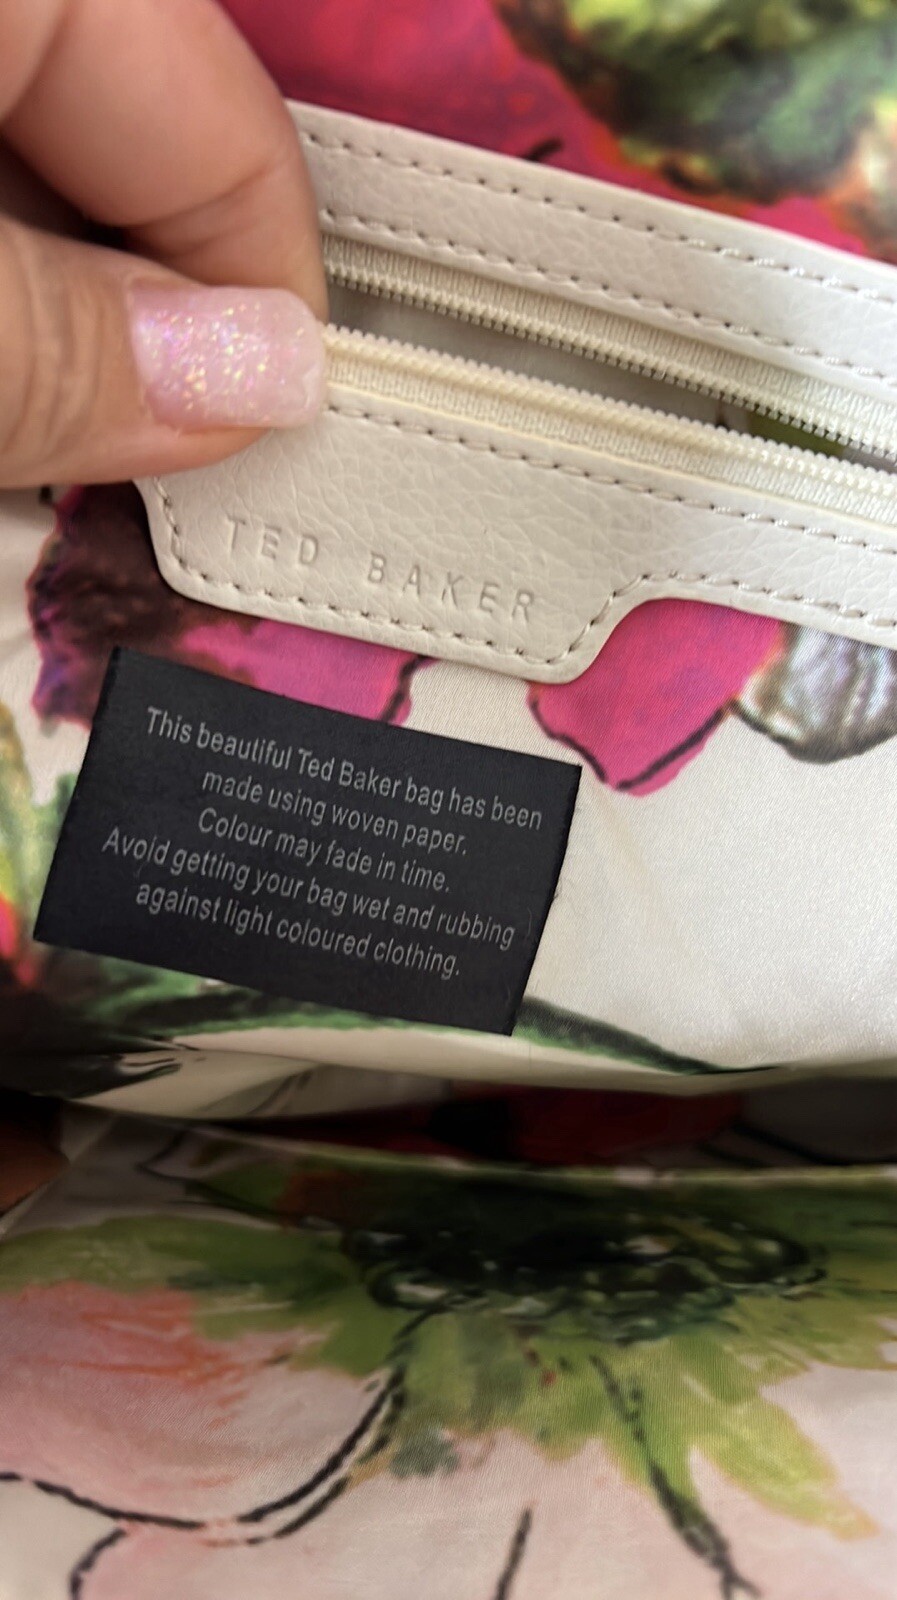 TED BAKER
This beautiful Ted Baker bag has been
made using woven paper.
Colour may fade in time.
Avoid getting your bag wet and rubbing
against light coloured clothing.